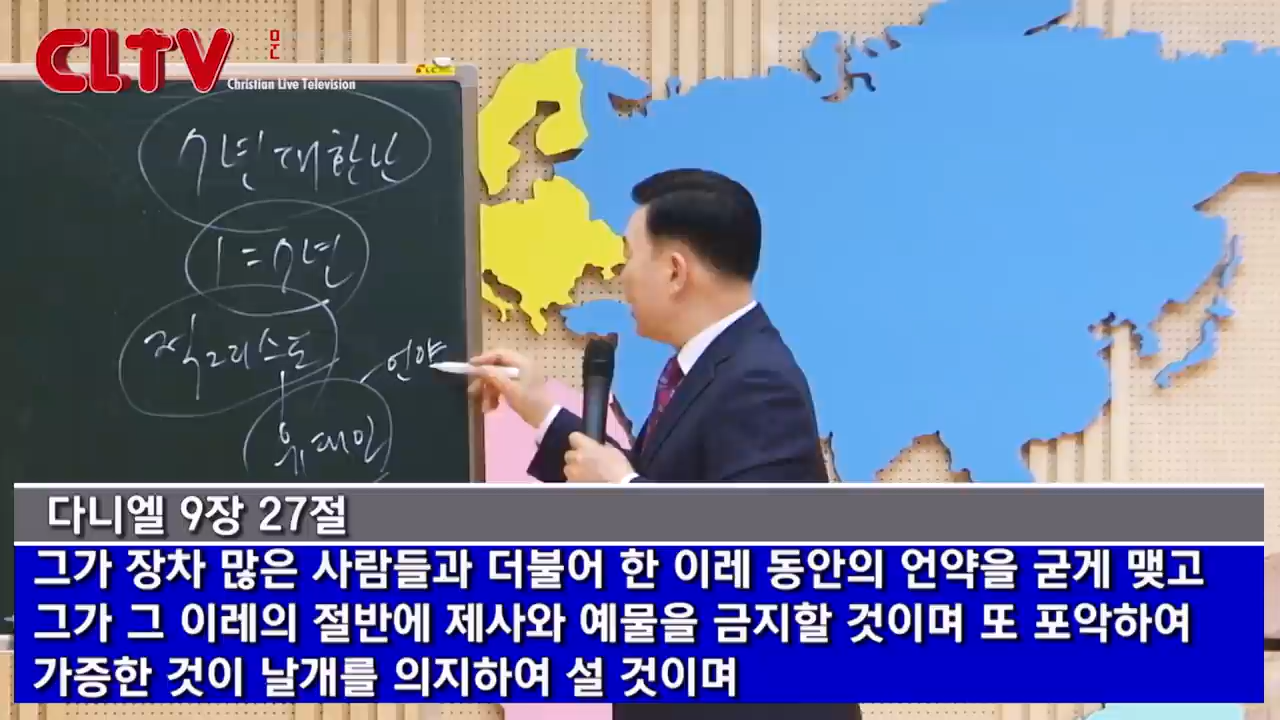 CLTV
Christian Live Television
7년대환난
1=7년
적그리스도
언약
유대인
다니엘 9장 27절
그가 장차 많은 사람들과 더불어 한 이레 동안의 언약을 굳게 맺고
그가 그 이레의 절반에 제사와 예물을 금지할 것이며 또 포악하여
가증한 것이 날개를 의지하여 설 것이며